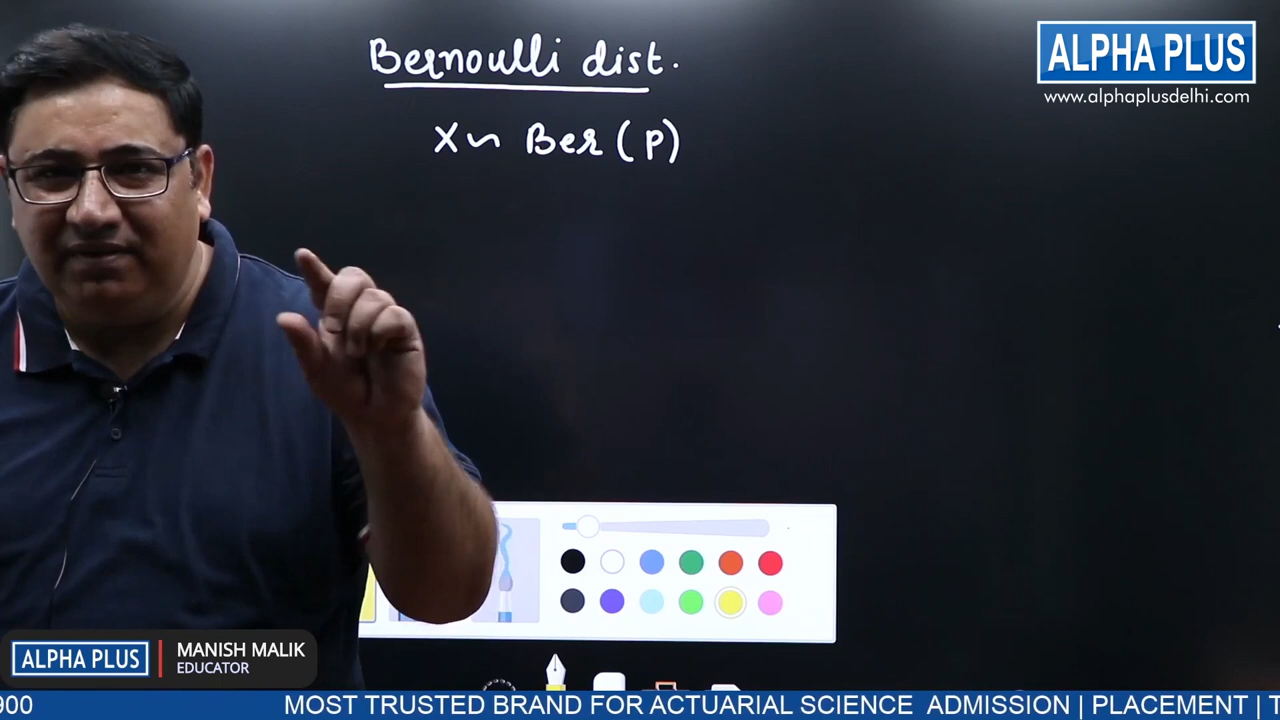 Bernoulli dist.
X ~ Ber (P)
ALPHA PLUS
www.alphaplusdelhi.com
ALPHA PLUS
MANISH MALIK
EDUCATOR
900
MOST TRUSTED BRAND FOR ACTUARIAL SCIENCE ADMISSION | PLACEMENT | T